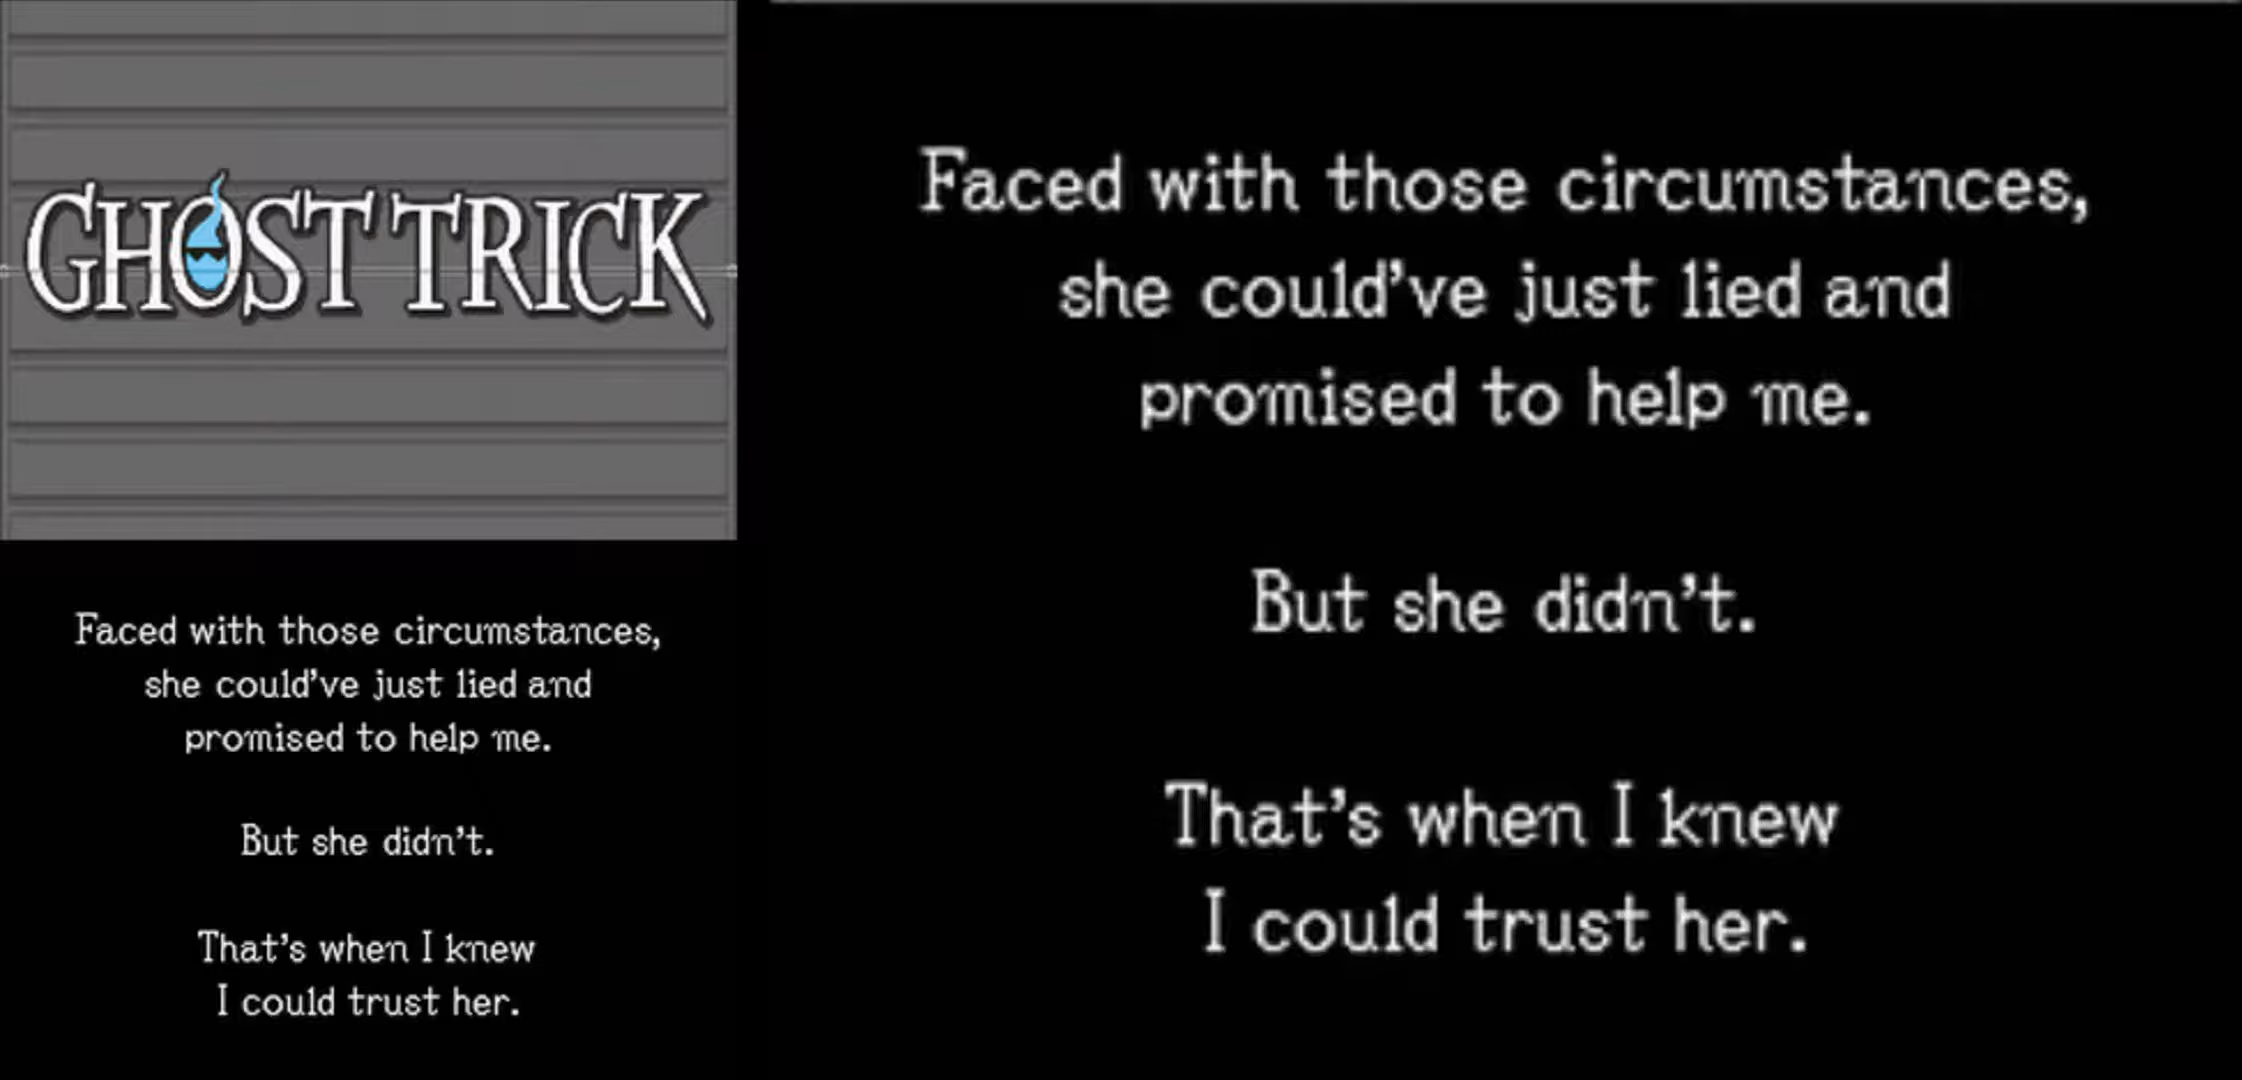 GHOST TRICK
Faced with those circumstances,
she could've just lied and
promised to help me.
But she didn't.
That's when I knew
I could trust her.
Faced with those circumstances,
she could've just lied and
promised to help me.
But she didn't.
That's when I knew
I could trust her.